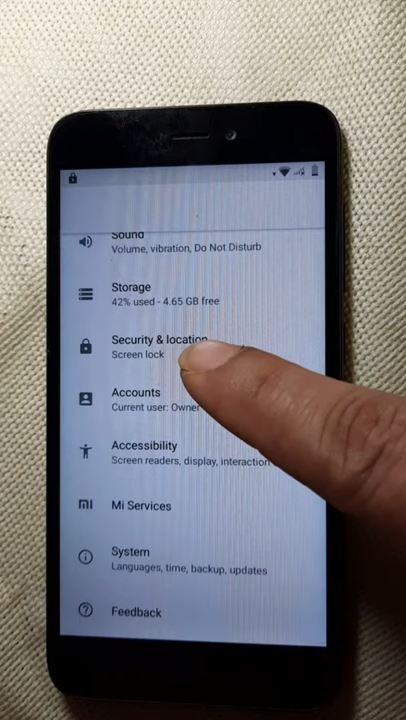 Sound
Volume, vibration, Do Not Disturb
Storage
42% used - 4.65 GB free
Security & location
Screen lock
Accounts
Current user: Owner
Accessibility
Screen readers, display, interaction
Mi Services
System
Languages, time, backup, updates
Feedback